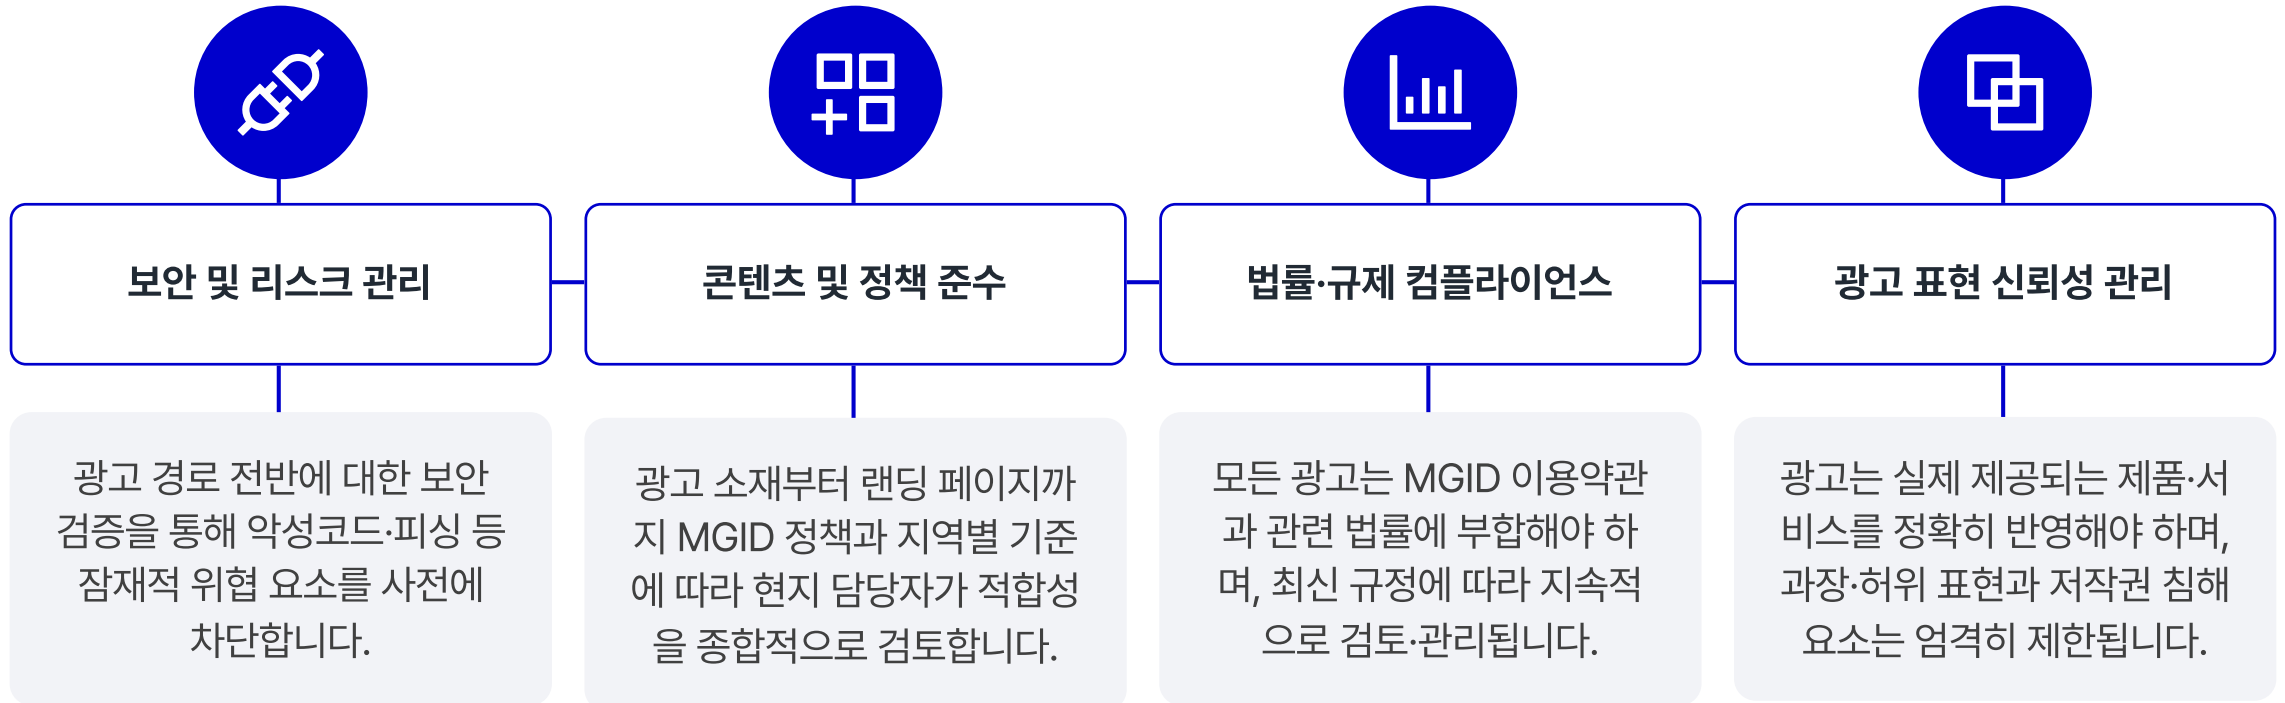 보안 및 리스크 관리
광고 경로 전반에 대한 보안
검증을 통해 악성코드·피싱 등
잠재적 위협 요소를 사전에
차단합니다.
콘텐츠 및 정책 준수
광고 소재부터 랜딩 페이지까
지 MGID 정책과 지역별 기준
에 따라 현지 담당자가 적합성
을 종합적으로 검토합니다.
법률·규제 컴플라이언스
모든 광고는 MGID 이용약관
과 관련 법률에 부합해야 하
며, 최신 규정에 따라 지속적
으로 검토·관리됩니다.
광고 표현 신뢰성 관리
광고는 실제 제공되는 제품·서
비스를 정확히 반영해야 하며,
과장·허위 표현과 저작권 침해
요소는 엄격히 제한됩니다.